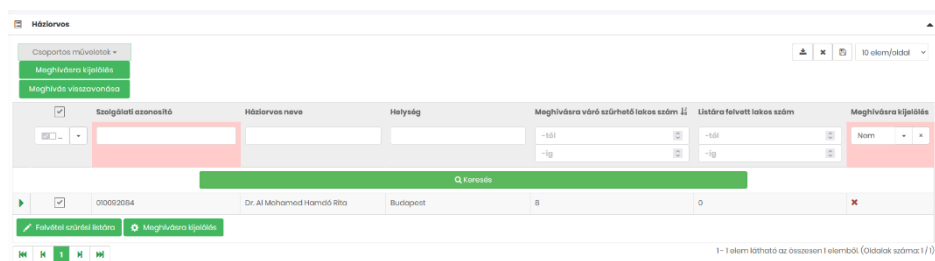 Háziorvos
Csoportos műveletek
10 elem/oldal
Meghívásra kijelölés
Meghívás visszavonása
Szolgálati azonosító Háziorvos neve Helység Meghívásra váró szűrhető lakos szám Listára felvett lakos szám Meghívásra kijelölés
-tól -tól Nem
-ig -ig
Keresés
010092084 Dr. Al Mohamed Hamdó Rita Budapest 8 0
Felvétel szűrési listára Meghívásra kijelölés
1
1 - 1 elem látható az összesen 1 elemből. (Oldalak száma: 1 / 1)